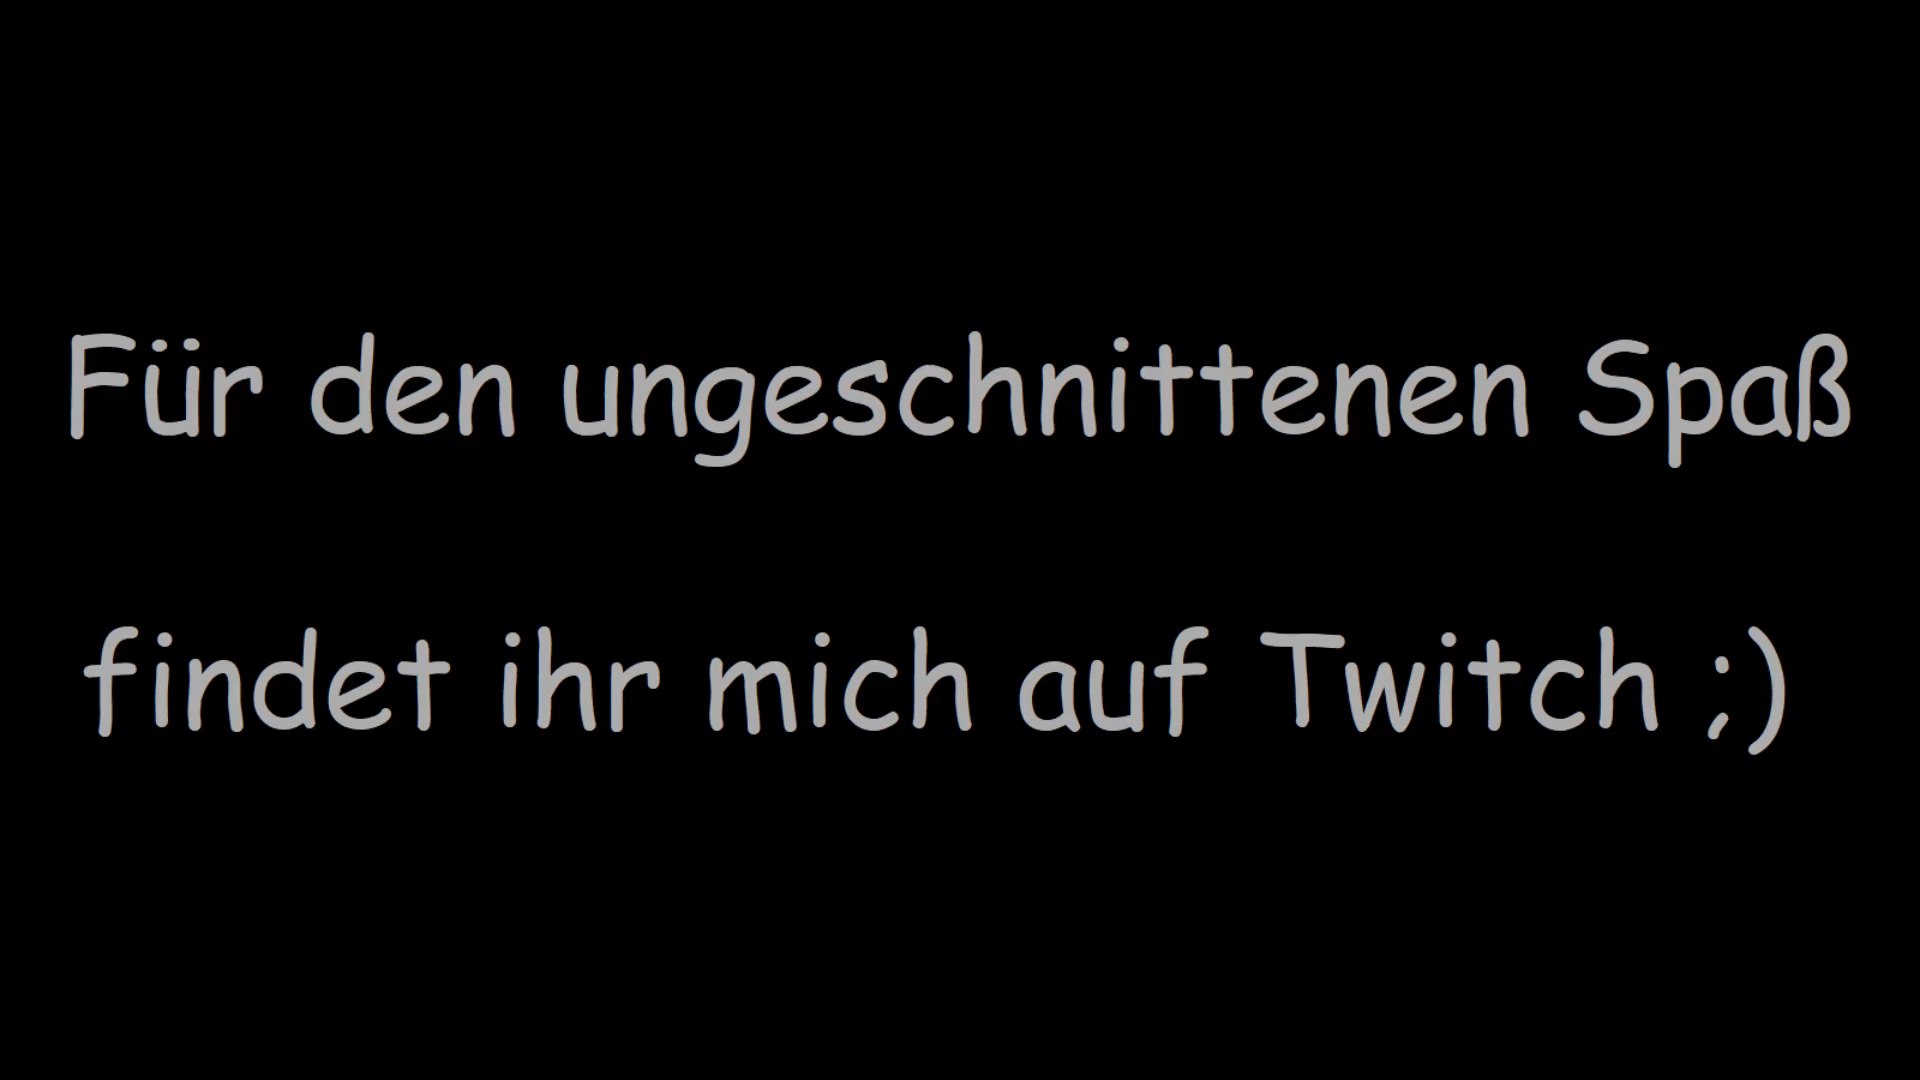 Für den ungeschnittenen Spaß
findet ihr mich auf Twitch ;)